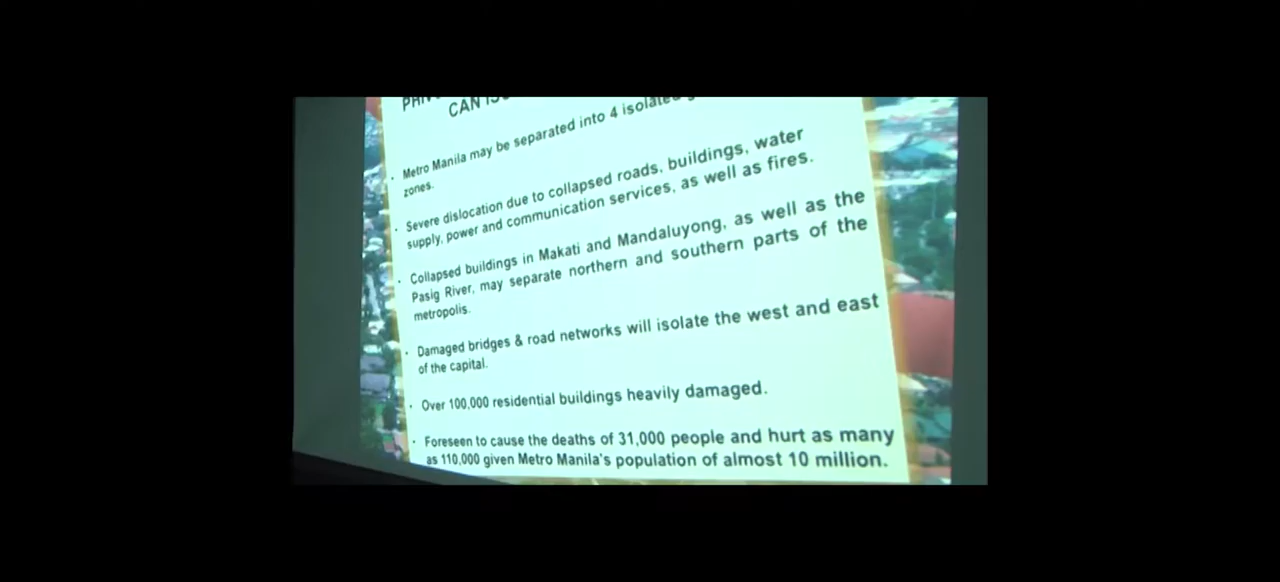 CAN
Metro Manila may be separated into 4 isolated
zones.
Severe dislocation due to collapsed roads, buildings, water
supply, power and communication services, as well as fires.
Collapsed buildings in Makati and Mandaluyong, as well as the
Pasig River, may separate northern and southern parts of the
metropolis.
Damaged bridges & road networks will isolate the west and east
of the capital.
Over 100,000 residential buildings heavily damaged.
Foreseen to cause the deaths of 31,000 people and hurt as many
as 110,000 given Metro Manila's population of almost 10 million.